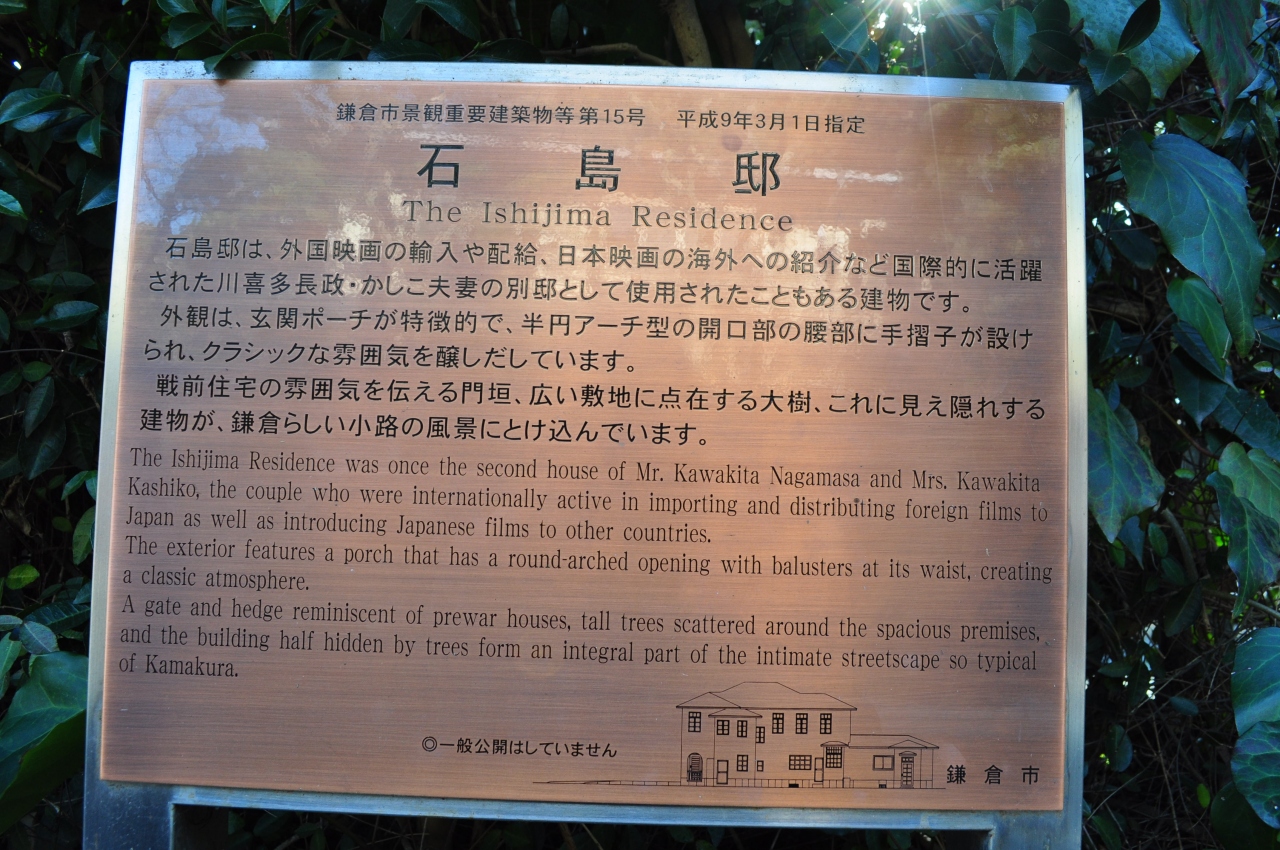 鎌倉市景観重要建築物等第15号　平成9年3月1日指定
石島邸
The Ishijima Residence
石島邸は、外国映画の輸入や配給、日本映画の海外への紹介など国際的に活躍
された川喜多長政・かしこ夫妻の別邸として使用されたこともある建物です。
外観は、玄関ポーチが特徴的で、半円アーチ型の開口部の腰部に手摺子が設け
られ、クラシックな雰囲気を醸しだしています。
戦前住宅の雰囲気を伝える門垣、広い敷地に点在する大樹、これに見え隠れする
建物が、鎌倉らしい小路の風景にとけ込んでいます。
The Ishijima Residence was once the second house of Mr. Kawakita Nagamasa and Mrs. Kawakita
Kashiko, the couple who were internationally active in importing and distributing foreign films to
Japan as well as introducing Japanese films to other countries.
The exterior features a porch that has a round-arched opening with balusters at its waist, creating
a classic atmosphere.
A gate and hedge reminiscent of prewar houses, tall trees scattered around the spacious premises,
and the building half hidden by trees form an integral part of the intimate streetscape so typical
of Kamakura.
◎一般公開はしていません
鎌倉市